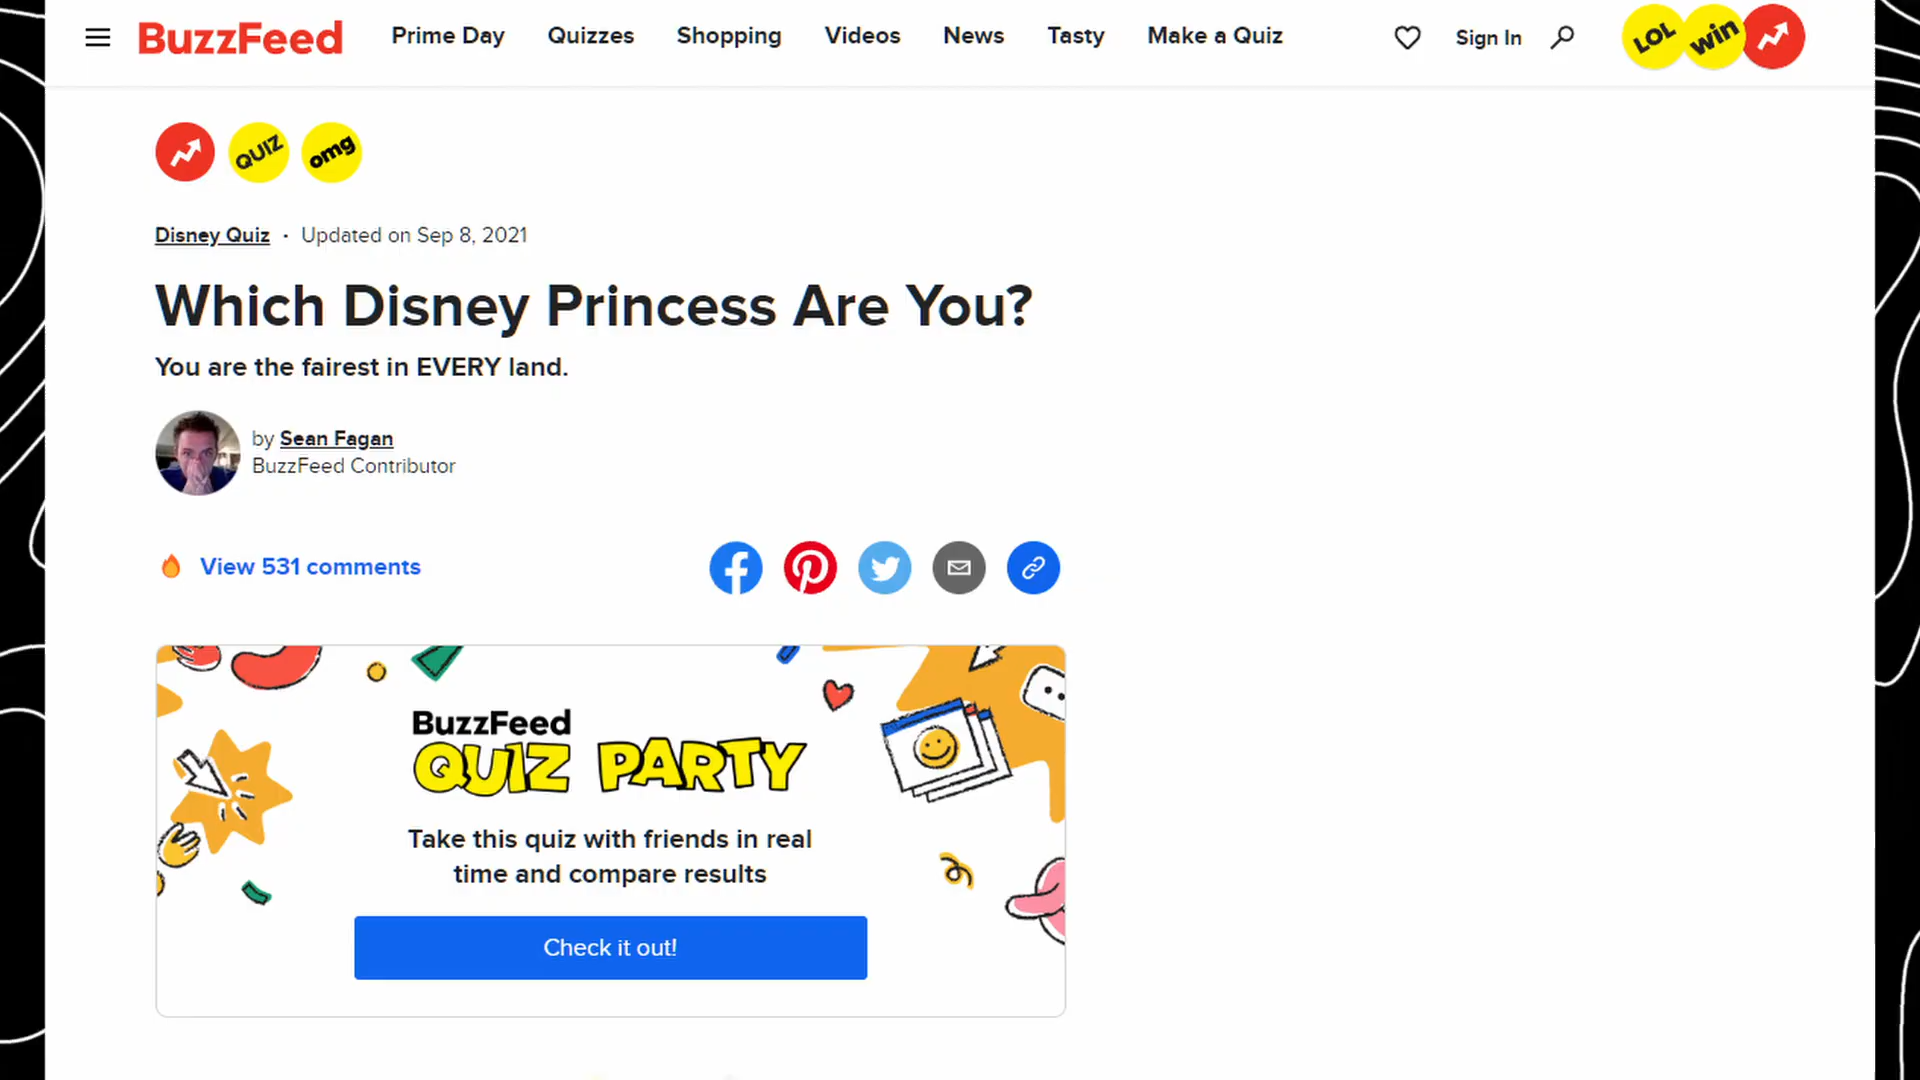 BuzzFeed Prime Day Quizzes Shopping Videos News Tasty Make a Quiz Sign In LOL win
QUIZ omg
Disney Quiz · Updated on Sep 8, 2021
Which Disney Princess Are You?
You are the fairest in EVERY land.
by Sean Fagan
BuzzFeed Contributor
View 531 comments
BuzzFeed
QUIZ PARTY
Take this quiz with friends in real
time and compare results
Check it out!